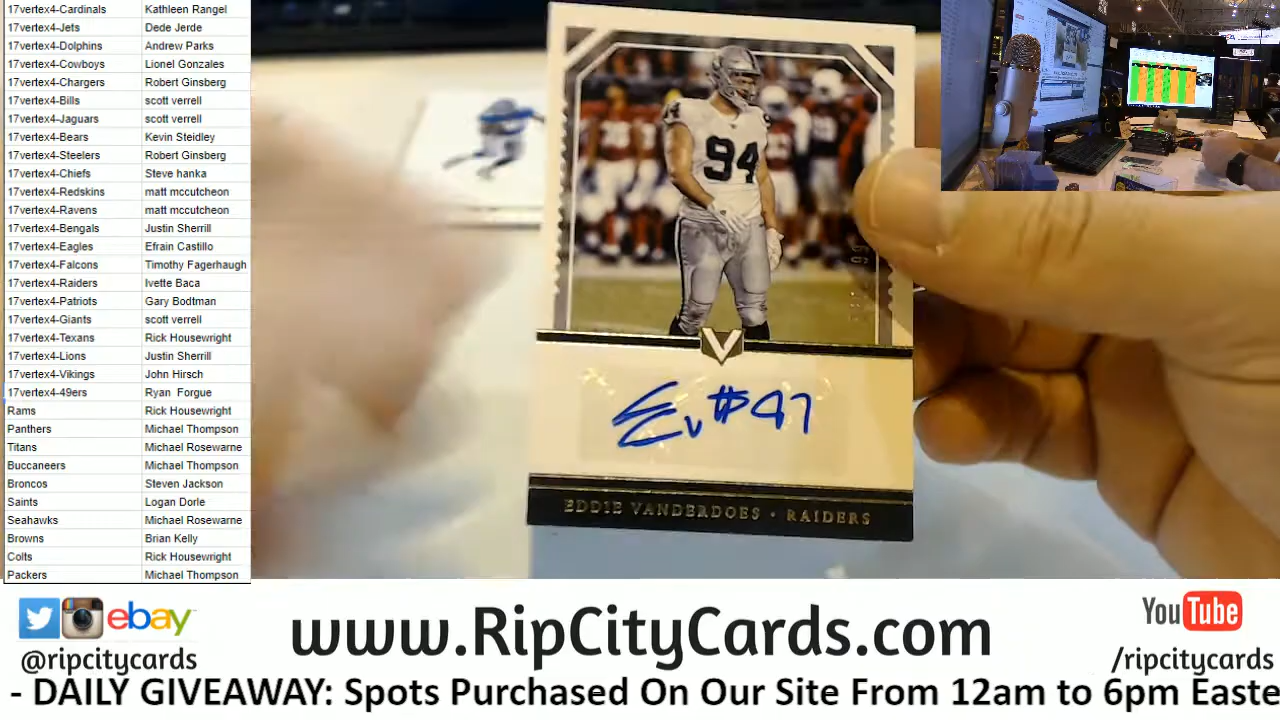 17vertex4-Cardinals Kathleen Rangel
17vertex4-Jets Dede Jerde
17vertex4-Dolphins Andrew Parks
17vertex4-Cowboys Lionel Gonzales
17vertex4-Chargers Robert Ginsberg
17vertex4-Bills scott verrell
17vertex4-Jaguars scott verrell
17vertex4-Bears Kevin Steidley
17vertex4-Steelers Robert Ginsberg
17vertex4-Chiefs Steve hanka
17vertex4-Redskins matt mccutcheon
17vertex4-Ravens matt mccutcheon
17vertex4-Bengals Justin Sherrill
17vertex4-Eagles Efrain Castillo
17vertex4-Falcons Timothy Fagerhaugh
17vertex4-Raiders Ivette Baca
17vertex4-Patriots Gary Bodtman
17vertex4-Giants scott verrell
17vertex4-Texans Rick Housewright
17vertex4-Lions Justin Sherrill
17vertex4-Vikings John Hirsch
17vertex4-49ers Ryan Forgue
Rams Rick Housewright
Panthers Michael Thompson
Titans Michael Rosewarne
Buccaneers Michael Thompson
Broncos Steven Jackson
Saints Logan Dorle
Seahawks Michael Rosewarne
Browns Brian Kelly
Colts Rick Housewright
Packers Michael Thompson
94
V
EV #97
EDDIE VANDERDOES • RAIDERS
ebay
@ripcitycards
www.RipCityCards.com
YouTube
/ripcitycards
- DAILY GIVEAWAY: Spots Purchased On Our Site From 12am to 6pm Easte